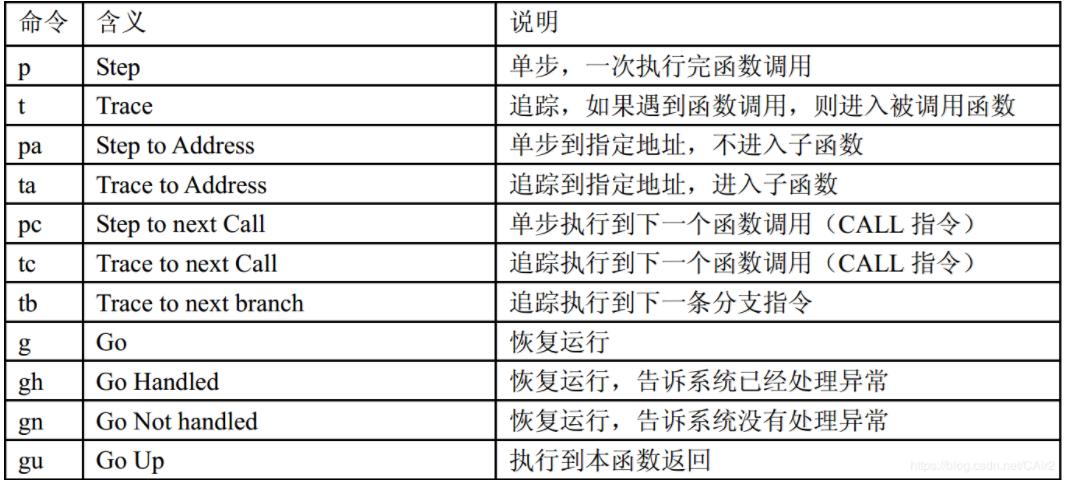 命令 含义 说明
p Step 单步，一次执行完函数调用
t Trace 追踪，如果遇到函数调用，则进入被调用函数
pa Step to Address 单步到指定地址，不进入子函数
ta Trace to Address 追踪到指定地址，进入子函数
pc Step to next Call 单步执行到下一个函数调用（CALL 指令）
tc Trace to next Call 追踪执行到下一个函数调用（CALL 指令）
tb Trace to next branch 追踪执行到下一条分支指令
g Go 恢复运行
gh Go Handled 恢复运行，告诉系统已经处理异常
gn Go Not handled 恢复运行，告诉系统没有处理异常
gu Go Up 执行到本函数返回
https://blog.csdn.net/CAir2